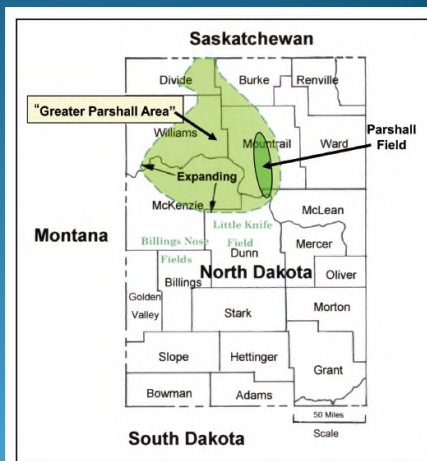 Saskatchewan
Divide
Burke
Renville
"Greater Parshall Area"
Williams
Mountrail
Ward
Parshall
Field
Expanding
McKenzie
McLean
Montana
Little Knife
Field
Billings Nose
Fields
Dunn
Mercer
North Dakota
Oliver
Billings
Golden
Valley
Stark
Morton
Slope
Hettinger
Grant
Bowman
Adams
50 Miles
Scale
South Dakota